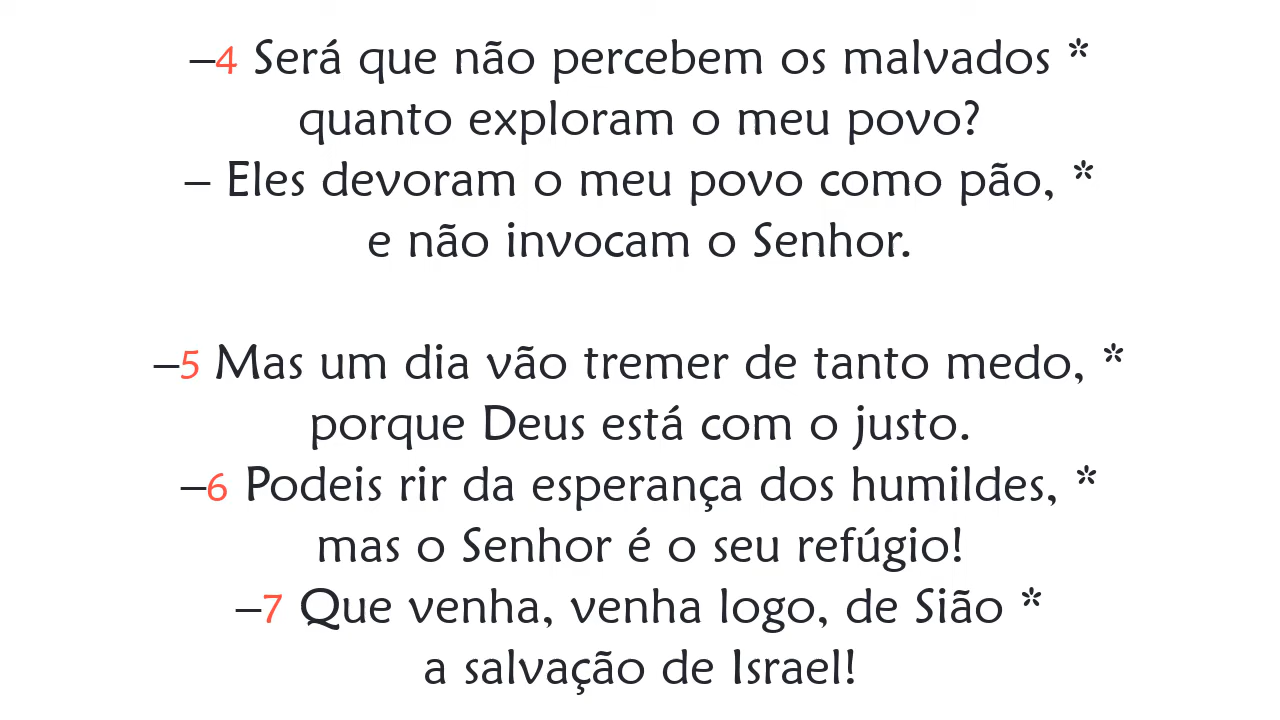 –4 Será que não percebem os malvados *
quanto exploram o meu povo?
– Eles devoram o meu povo como pão, *
e não invocam o Senhor.
–5 Mas um dia vão tremer de tanto medo, *
porque Deus está com o justo.
–6 Podeis rir da esperança dos humildes, *
mas o Senhor é o seu refúgio!
–7 Que venha, venha logo, de Sião *
a salvação de Israel!